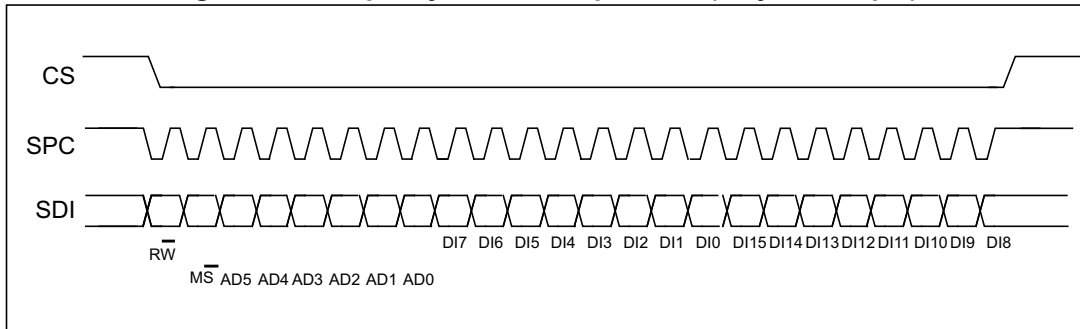 CS
SPC
SDI
DI7 DI6 DI5 DI4 DI3 DI2 DI1 DI0 DI15 DI14 DI13 DI12 DI11 DI10 DI9 DI8
RW̅
MS̅ AD5 AD4 AD3 AD2 AD1 AD0